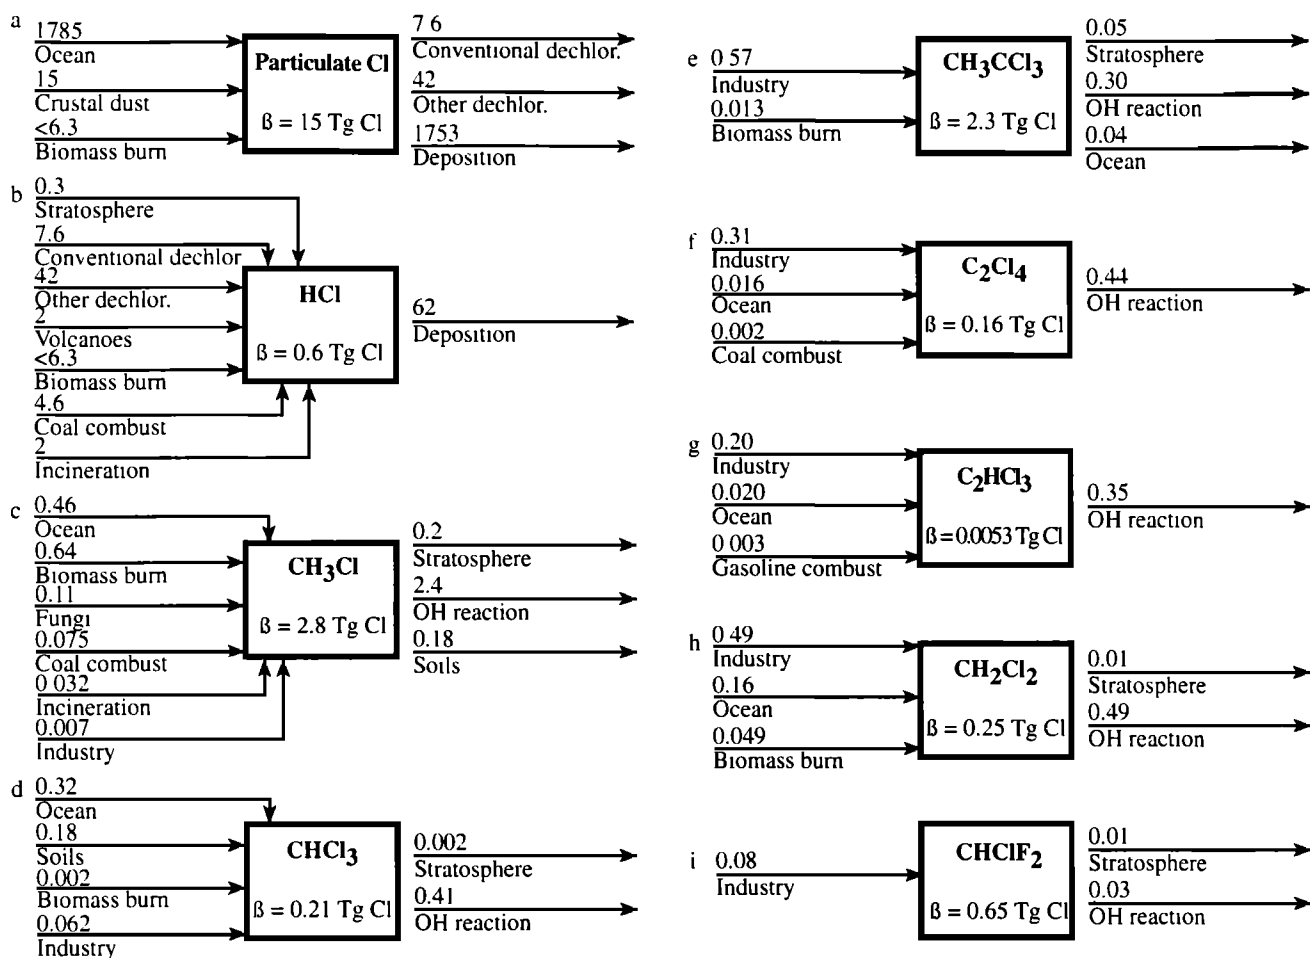 a
1785
Ocean
15
Crustal dust
<6.3
Biomass burn
Particulate Cl
ß = 15 Tg Cl
7 6
Conventional dechlor.
42
Other dechlor.
1753
Deposition
b
0.3
Stratosphere
7.6
Conventional dechlor
42
Other dechlor.
2
Volcanoes
<6.3
Biomass burn
4.6
Coal combust
2
Incineration
HCl
ß = 0.6 Tg Cl
62
Deposition
c
0.46
Ocean
0.64
Biomass burn
0.11
Fungi
0.075
Coal combust
0 032
Incineration
0.007
Industry
CH₃Cl
ß = 2.8 Tg Cl
0.2
Stratosphere
2.4
OH reaction
0.18
Soils
d
0.32
Ocean
0.18
Soils
0.002
Biomass burn
0.062
Industry
CHCl₃
ß = 0.21 Tg Cl
0.002
Stratosphere
0.41
OH reaction
e
0 57
Industry
0.013
Biomass burn
CH₃CCl₃
ß = 2.3 Tg Cl
0.05
Stratosphere
0.30
OH reaction
0.04
Ocean
f
0.31
Industry
0.016
Ocean
0.002
Coal combust
C₂Cl₄
ß = 0.16 Tg Cl
0.44
OH reaction
g
0.20
Industry
0.020
Ocean
0 003
Gasoline combust
C₂HCl₃
ß = 0.0053 Tg Cl
0.35
OH reaction
h
0 49
Industry
0.16
Ocean
0.049
Biomass burn
CH₂Cl₂
ß = 0.25 Tg Cl
0.01
Stratosphere
0.49
OH reaction
i
0.08
Industry
CHClF₂
ß = 0.65 Tg Cl
0.01
Stratosphere
0.03
OH reaction